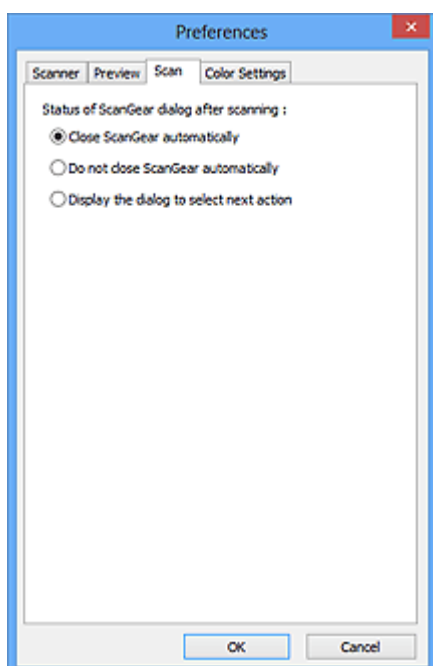 Preferences
Scanner Preview Scan Color Settings
Status of ScanGear dialog after scanning :
Close ScanGear automatically
Do not close ScanGear automatically
Display the dialog to select next action
OK Cancel